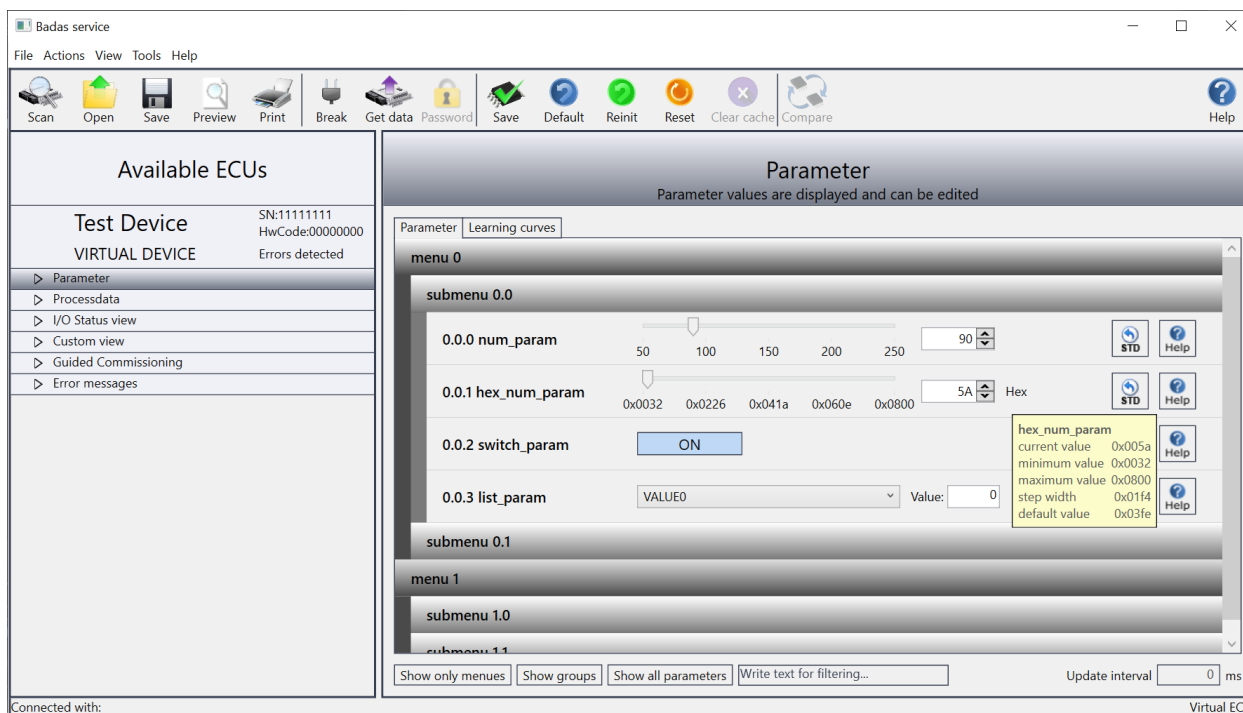 Badas service
File Actions View Tools Help
Scan Open Save Preview Print Break Get data Password Save Default Reinit Reset Clear cache Compare Help
Available ECUs
Test Device
SN:11111111
HwCode:00000000
VIRTUAL DEVICE
Errors detected
Parameter
Processdata
I/O Status view
Custom view
Guided Commissioning
Error messages
Parameter
Parameter values are displayed and can be edited
Parameter Learning curves
menu 0
submenu 0.0
0.0.0 num_param
50 100 150 200 250
90
STD Help
0.0.1 hex_num_param
0x0032 0x0226 0x041a 0x060e 0x0800
5A Hex
STD Help
0.0.2 switch_param
ON
Help
0.0.3 list_param
VALUE0
Value: 0
Help
hex_num_param
current value 0x005a
minimum value 0x0032
maximum value 0x0800
step width 0x01f4
default value 0x03fe
submenu 0.1
menu 1
submenu 1.0
submenu 1.1
Show only menues Show groups Show all parameters Write text for filtering... Update interval 0 ms
Connected with: Virtual EC